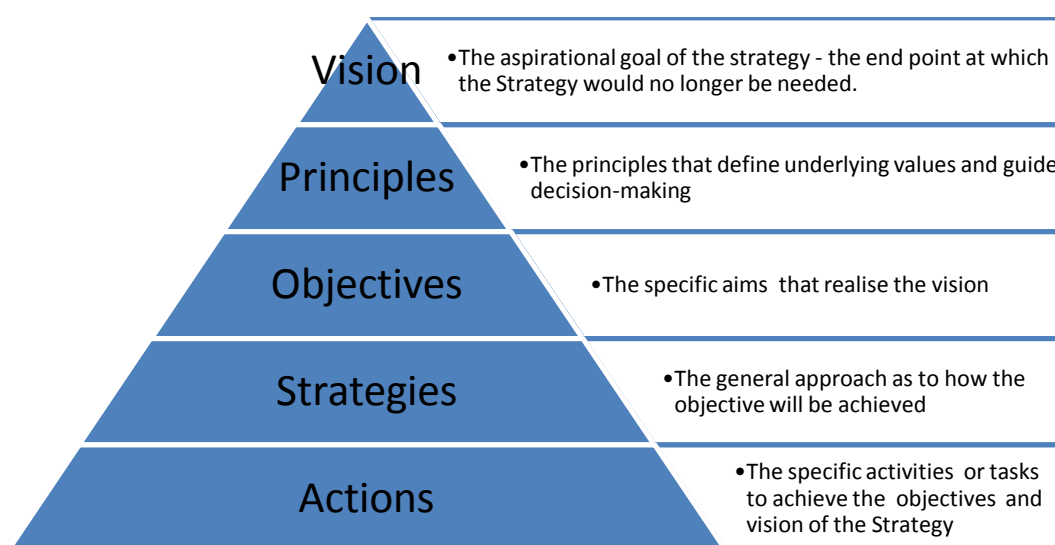 Vision
•The aspirational goal of the strategy - the end point at which
the Strategy would no longer be needed.
Principles
•The principles that define underlying values and guide
decision-making
Objectives
•The specific aims  that realise the vision
Strategies
•The general approach as to how the
objective will be achieved
Actions
•The specific activities  or tasks
to achieve the  objectives  and
vision of the Strategy